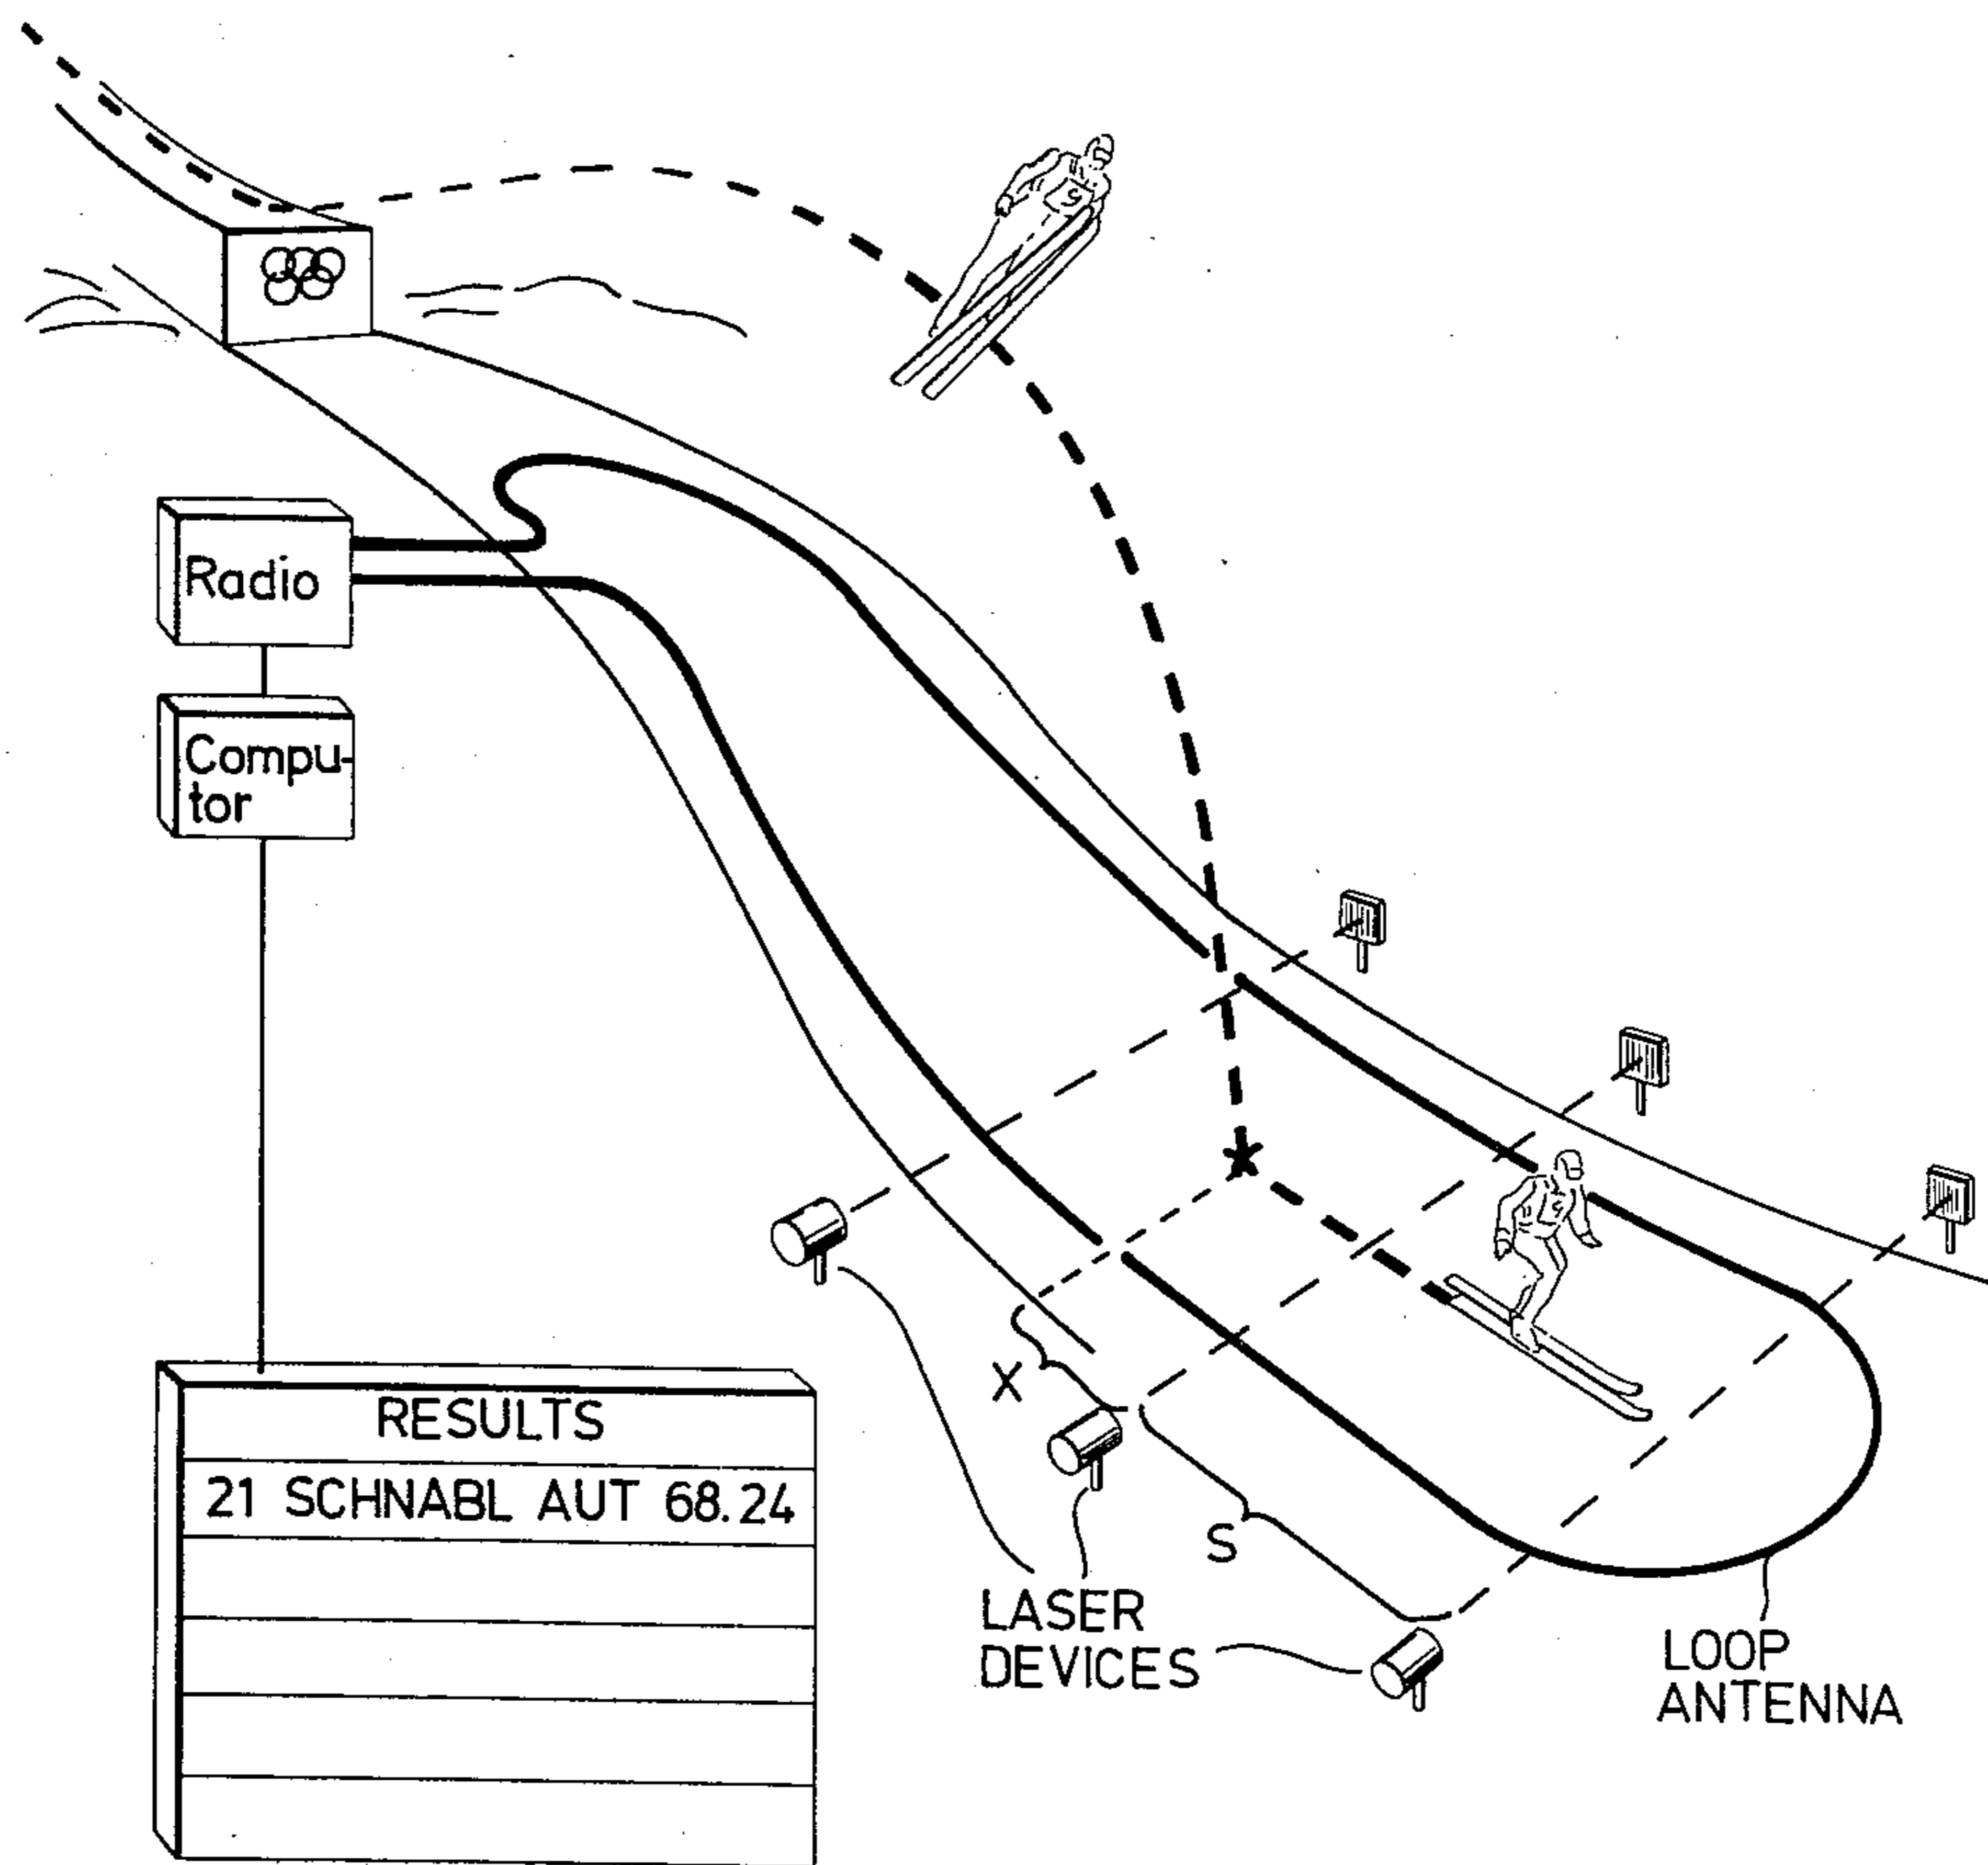 Radio
Compu-
tor
RESULTS
21 SCHNABL AUT 68.24
X
S
LASER
DEVICES
LOOP
ANTENNA